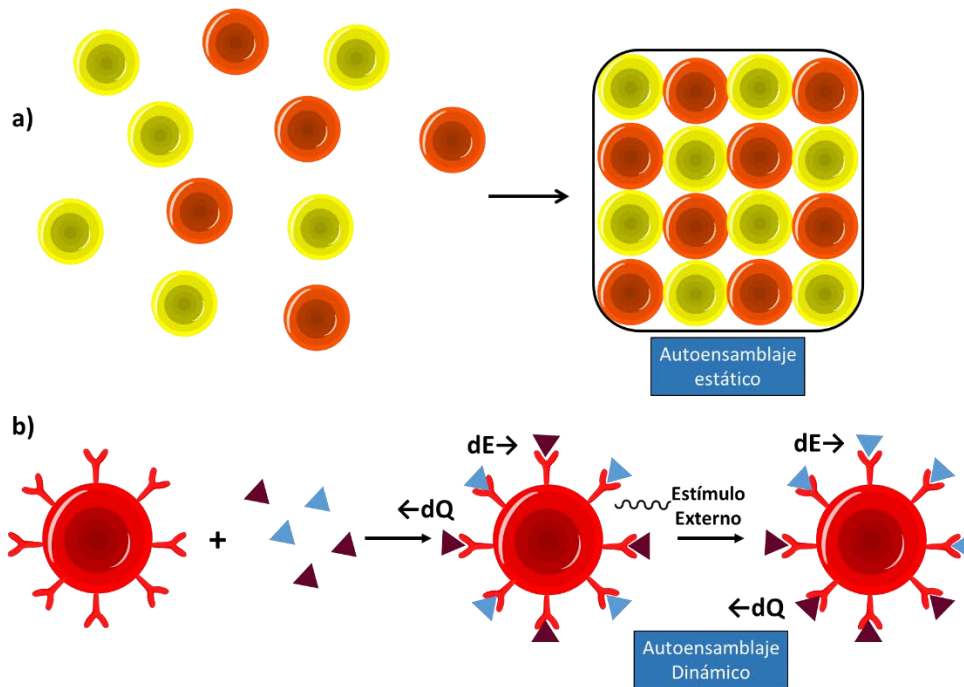 a)
Autoensamblaje
estático
b)
dE→
dE→
←dQ
Estímulo
Externo
+
←dQ
Autoensamblaje
Dinámico